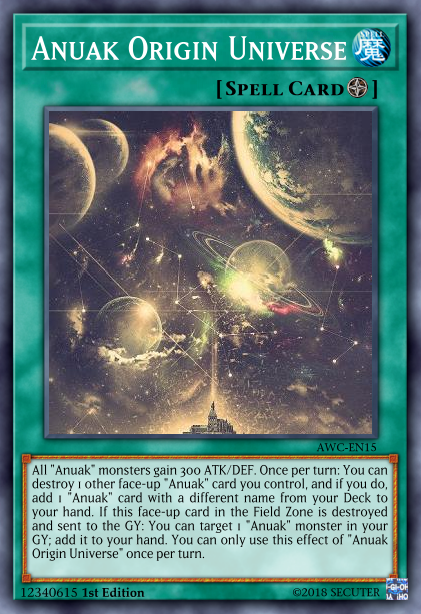 Anuak Origin Universe 魔
[Spell Card]
AWC-EN15
All "Anuak" monsters gain 300 ATK/DEF. Once per turn: You can
destroy 1 other face-up "Anuak" card you control, and if you do,
add 1 "Anuak" card with a different name from your Deck to
your hand. If this face-up card in the Field Zone is destroyed
and sent to the GY: You can target 1 "Anuak" monster in your
GY; add it to your hand. You can only use this effect of "Anuak
Origin Universe" once per turn.
12340615 1st Edition ©2018 SECUTER